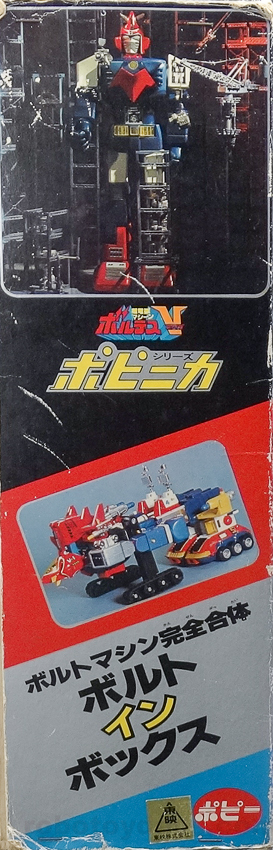 超電磁マシーン
ボルテスV
ポピニカ
シリーズ
ボルトマシン完全合体
ボルト
イン
ボックス
東映
東映株式会社
ポピー